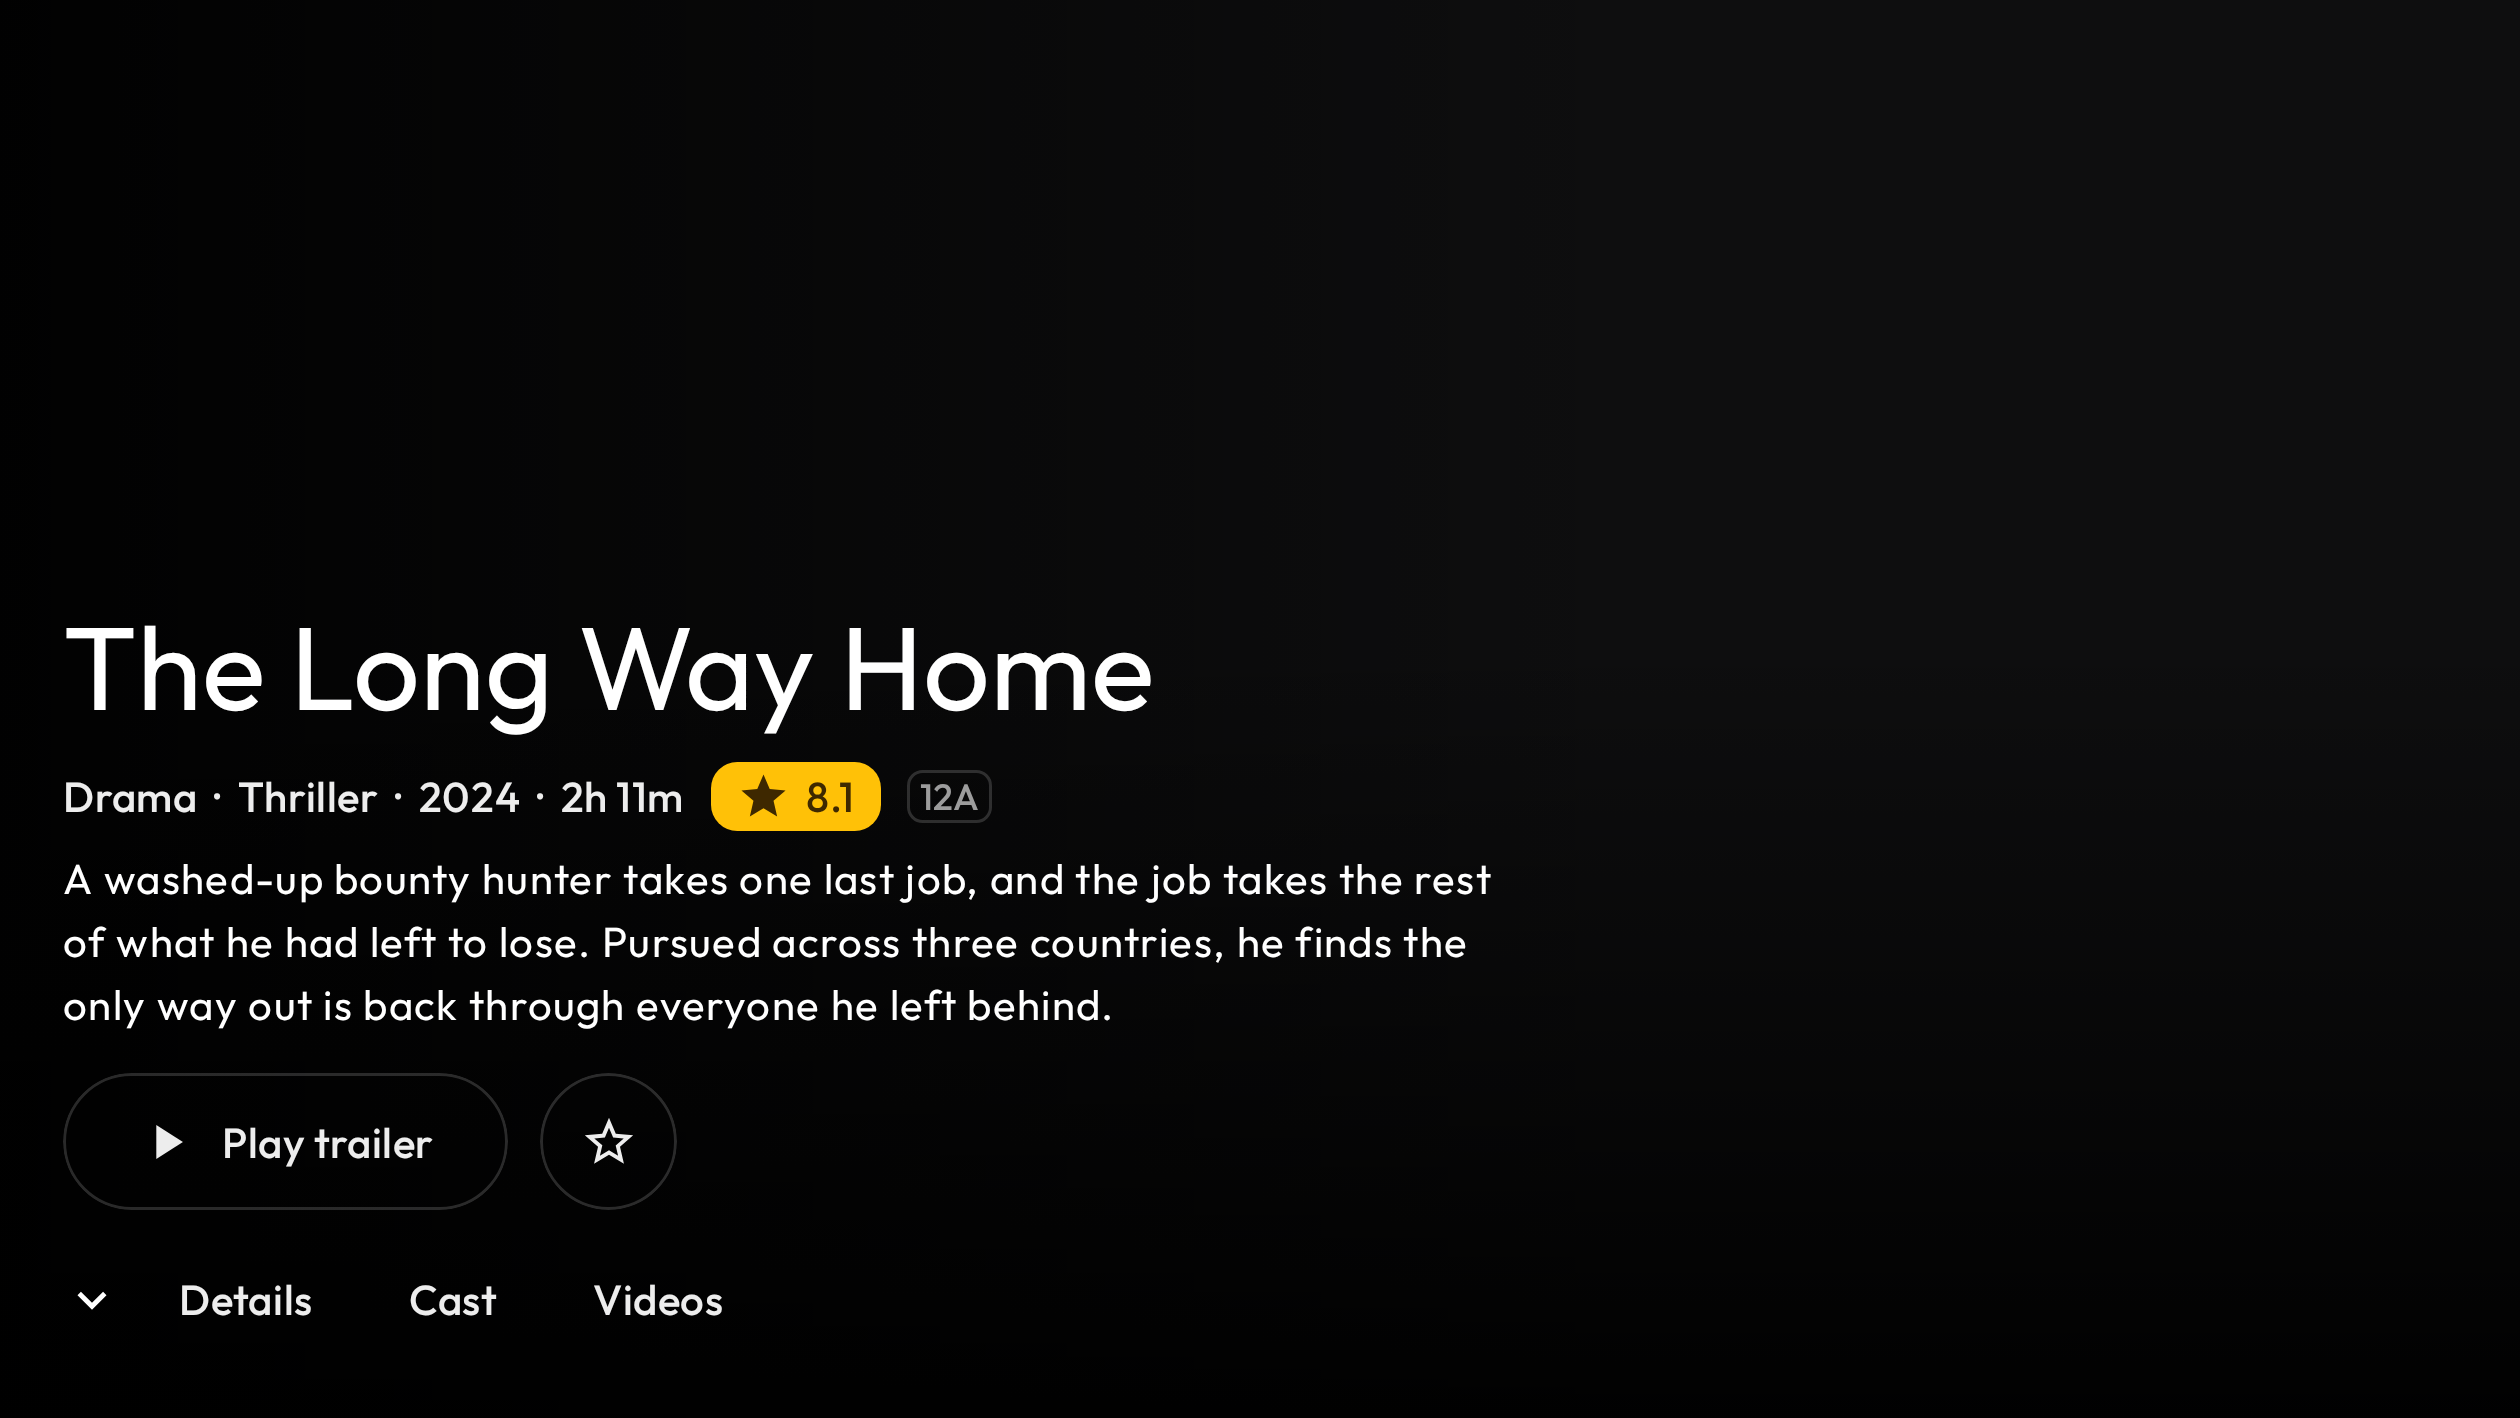 The Long Way Home
Drama · Thriller · 2024 · 2h 11m 8.1 12A
A washed-up bounty hunter takes one last job, and the job takes the rest
of what he had left to lose. Pursued across three countries, he finds the
only way out is back through everyone he left behind.
Play trailer
Details Cast Videos